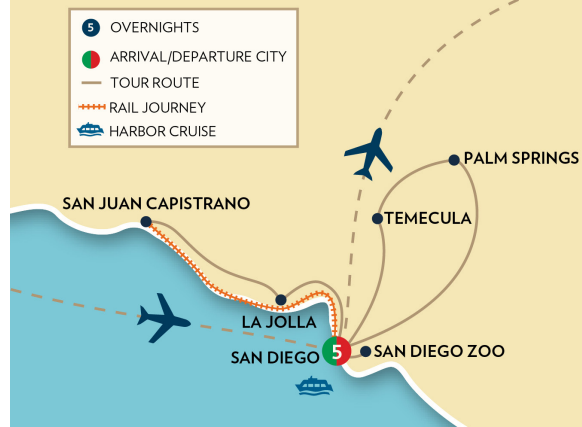 5 OVERNIGHTS
ARRIVAL/DEPARTURE CITY
TOUR ROUTE
RAIL JOURNEY
HARBOR CRUISE
PALM SPRINGS
SAN JUAN CAPISTRANO
TEMECULA
LA JOLLA
SAN DIEGO 5 SAN DIEGO ZOO